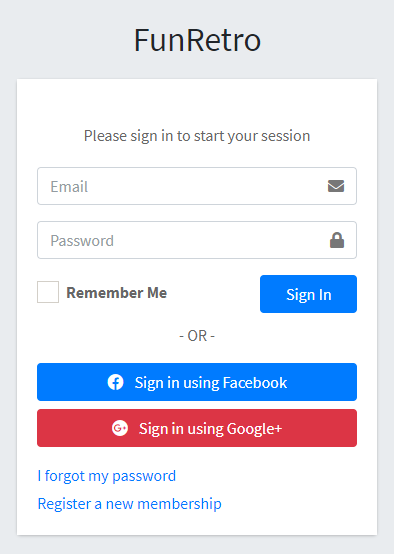 FunRetro
Please sign in to start your session
Email
Password
Remember Me
Sign In
- OR -
Sign in using Facebook
Sign in using Google+
I forgot my password
Register a new membership